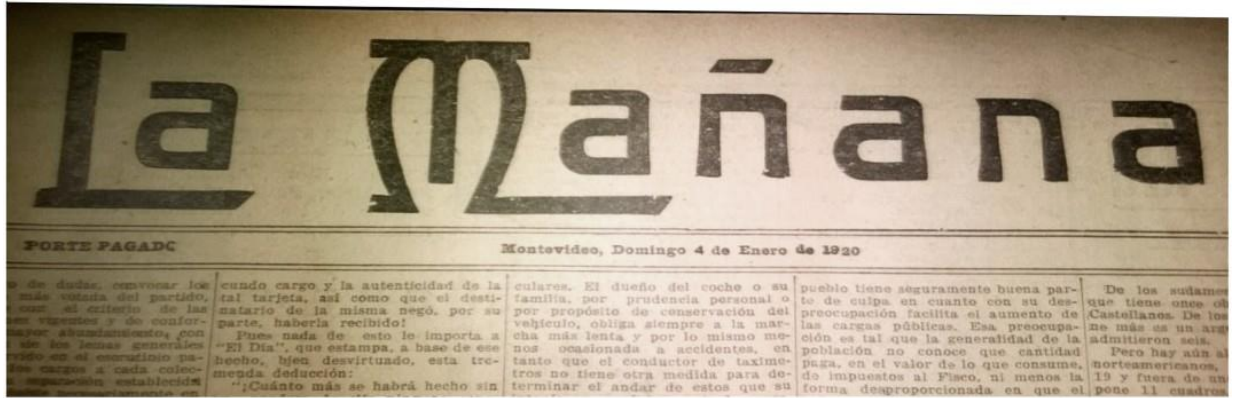 La Mañana
PORTE PAGADO
Montevideo, Domingo 4 de Enero de 1920
o de dudas, convocar los
más votada del partido,
con el criterio de las
vigentes y de confor-
mayor abundamiento, con
de los lemas generales
vido en el escrutinio pa-
los cargos a cada colec-
separación establecida
necesariamente en
cundo cargo y la autenticidad de la
tal tarjeta, así como que el desti-
natario de la misma negó, por su
parte, haberla recibido!
Pues nada de esto le importa a
"El Día", que estampa, a base de ese
hecho, bien desvirtuado, esta tre-
menda deducción:
"¡Cuánto más se habrá hecho sin
culares. El dueño del coche o su
familia, por prudencia personal o
por propósito de conservación del
vehículo, obliga siempre a la mar-
cha más lenta y por lo mismo me-
nos ocasionada a accidentes, en
tanto que el conductor de taxíme-
tros no tiene otra medida para de-
terminar el andar de estos que su
pueblo tiene seguramente buena par-
te de culpa en cuanto con su des-
preocupación facilita el aumento de
las cargas públicas. Esa preocupa-
ción es tal que la generalidad de la
población no conoce que cantidad
paga, en el valor de lo que consume,
de impuestos al Fisco, ni menos la
forma desproporcionada en que el
De los sudamer
que tiene once ob
Castellanos. De los
no más es un arg
admitieron seis.
Pero hay aún al
norteamericanos,
19 y fuera de un
pone 11 cuadros